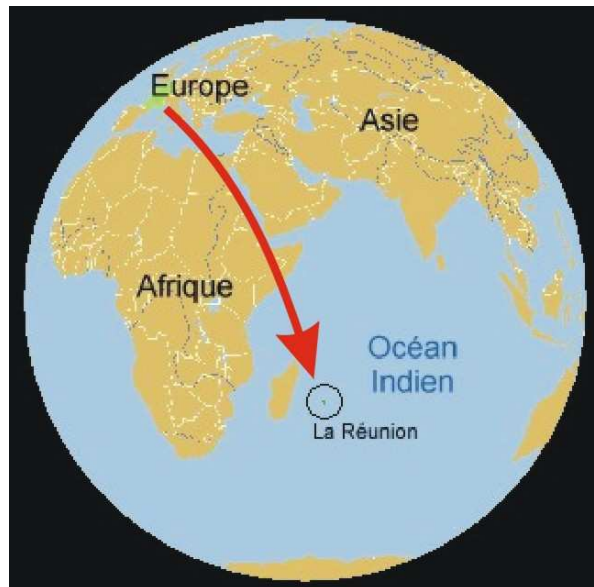 Europe
Asie
Afrique
Océan
Indien
La Réunion